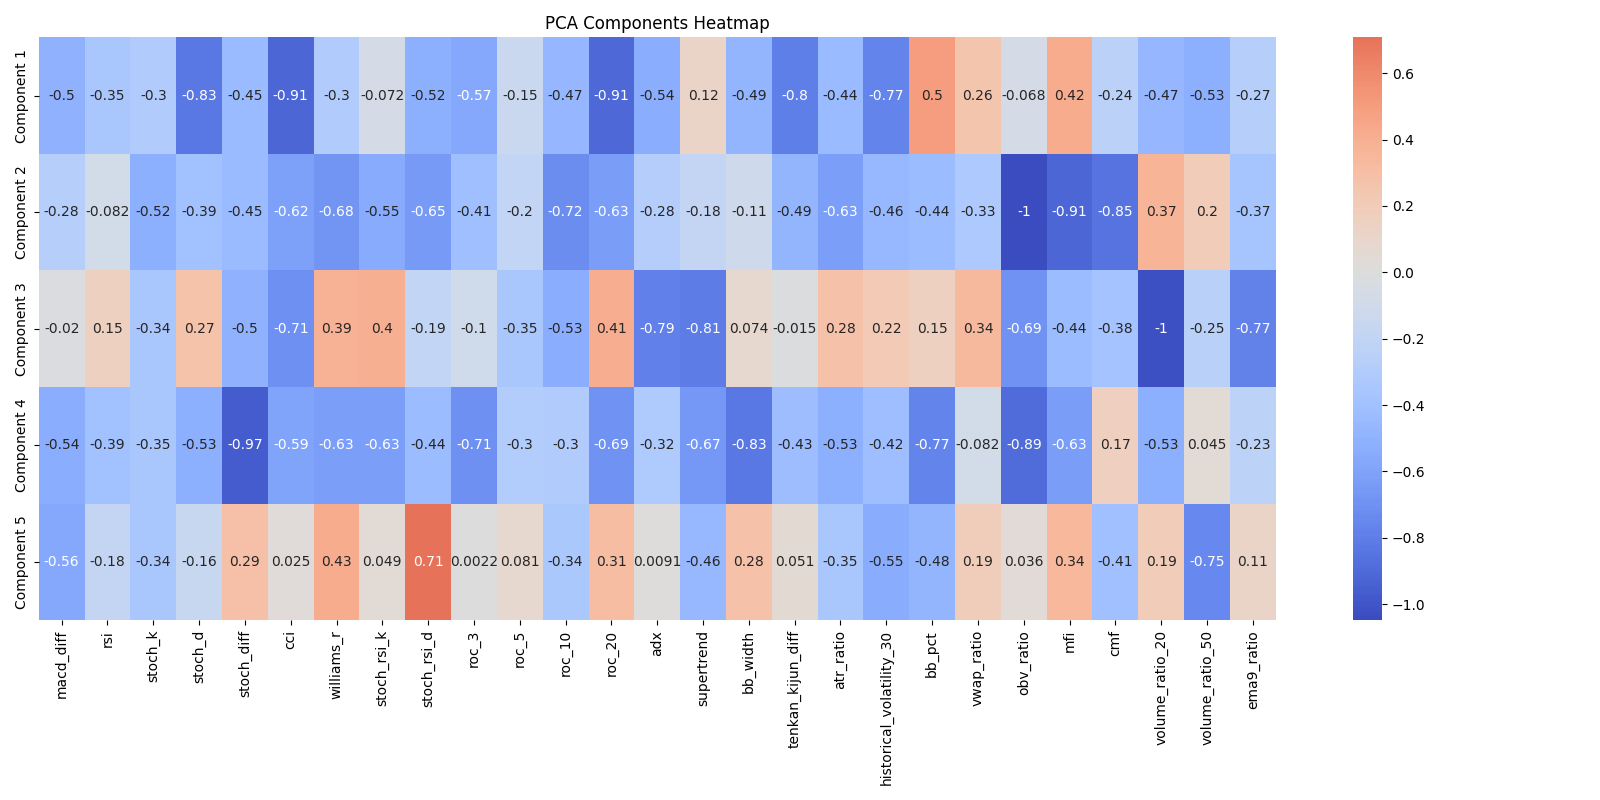 PCA Components Heatmap
Component 1
-0.5 -0.35 -0.3 -0.83 -0.45 -0.91 -0.3 -0.072 -0.52 -0.57 -0.15 -0.47 -0.91 -0.54 0.12 -0.49 -0.8 -0.44 -0.77 0.5 0.26 -0.068 0.42 -0.24 -0.47 -0.53 -0.27
Component 2
-0.28 -0.082 -0.52 -0.39 -0.45 -0.62 -0.68 -0.55 -0.65 -0.41 -0.2 -0.72 -0.63 -0.28 -0.18 -0.11 -0.49 -0.63 -0.46 -0.44 -0.33 -1 -0.91 -0.85 0.37 0.2 -0.37
Component 3
-0.02 0.15 -0.34 0.27 -0.5 -0.71 0.39 0.4 -0.19 -0.1 -0.35 -0.53 0.41 -0.79 -0.81 0.074 -0.015 0.28 0.22 0.15 0.34 -0.69 -0.44 -0.38 -1 -0.25 -0.77
Component 4
-0.54 -0.39 -0.35 -0.53 -0.97 -0.59 -0.63 -0.63 -0.44 -0.71 -0.3 -0.3 -0.69 -0.32 -0.67 -0.83 -0.43 -0.53 -0.42 -0.77 -0.082 -0.89 -0.63 0.17 -0.53 0.045 -0.23
Component 5
-0.56 -0.18 -0.34 -0.16 0.29 0.025 0.43 0.049 0.71 0.0022 0.081 -0.34 0.31 0.0091 -0.46 0.28 0.051 -0.35 -0.55 -0.48 0.19 0.036 0.34 -0.41 0.19 -0.75 0.11
macd_diff
rsi
stoch_k
stoch_d
stoch_diff
cci
williams_r
stoch_rsi_k
stoch_rsi_d
roc_3
roc_5
roc_10
roc_20
adx
supertrend
bb_width
tenkan_kijun_diff
atr_ratio
historical_volatility_30
bb_pct
vwap_ratio
obv_ratio
mfi
cmf
volume_ratio_20
volume_ratio_50
ema9_ratio
0.6
0.4
0.2
0.0
−0.2
−0.4
−0.6
−0.8
−1.0